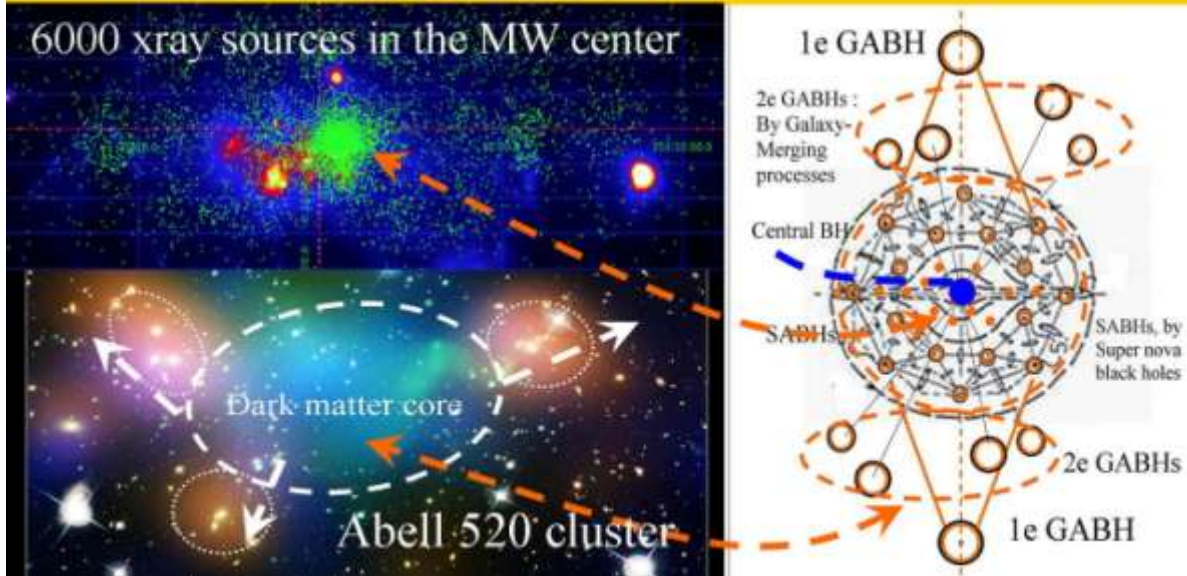 6000 xray sources in the MW center
Dark matter core
Abell 520 cluster
1e GABH
2e GABHs :
By Galaxy-
Merging
processes
Central BH
SABHs
SABHs, by
Super nova
black holes
2e GABHs
1e GABH